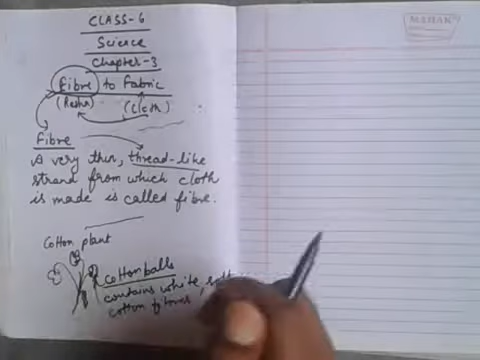 CLASS-6
Science
Chapter-3
Fibre to Fabric
(Resha) (Cloth)
Fibre
A very thin, thread-like
strand from which cloth
is made is called fibre.
Cotton plant
Cotton balls
contains white,
cotton fibres